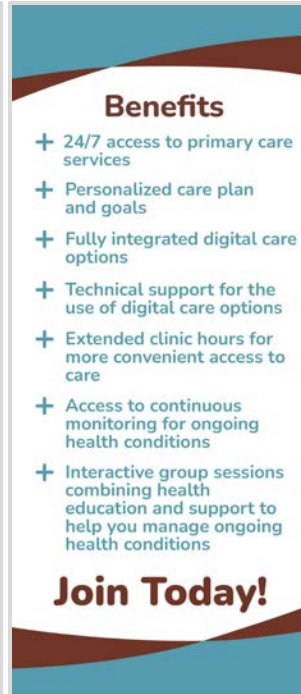 Benefits
+ 24/7 access to primary care
services
+ Personalized care plan
and goals
+ Fully integrated digital care
options
+ Technical support for the
use of digital care options
+ Extended clinic hours for
more convenient access to
care
+ Access to continuous
monitoring for ongoing
health conditions
+ Interactive group sessions
combining health
education and support to
help you manage ongoing
health conditions
Join Today!